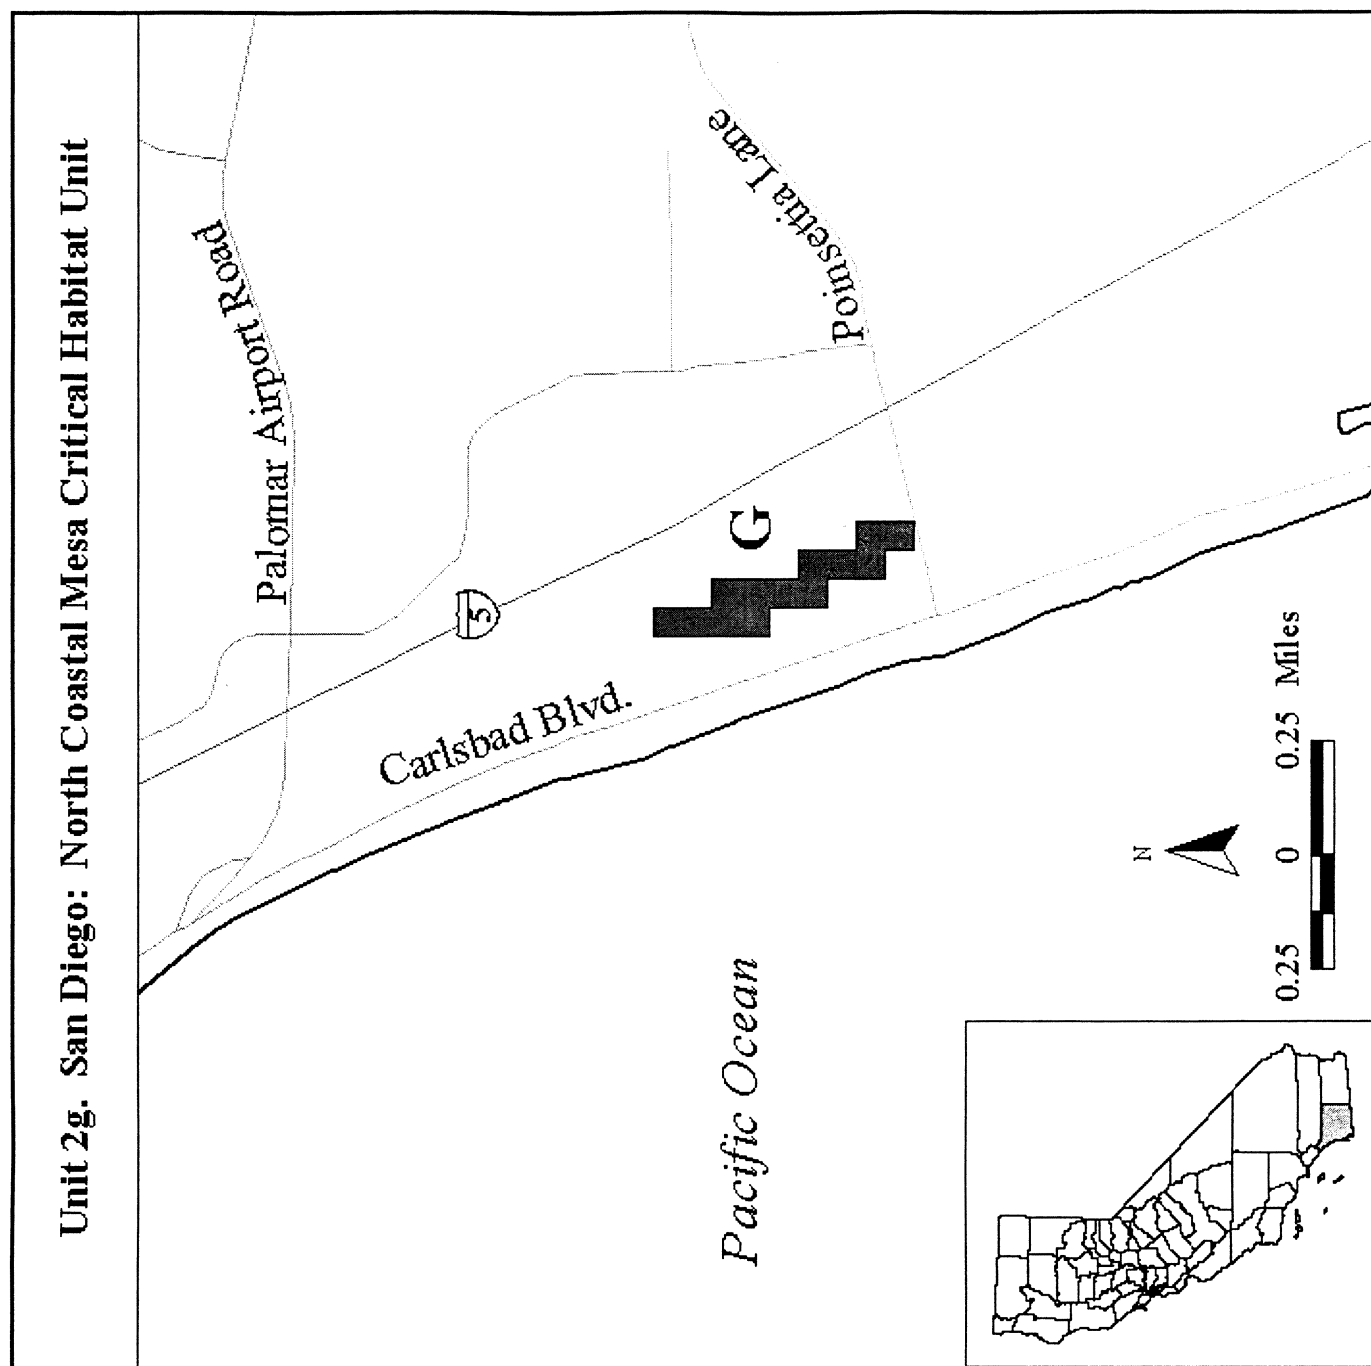 Unit 2g. San Diego: North Coastal Mesa Critical Habitat Unit
Palomar Airport Road
Poinsettia Lane
5
G
Carlsbad Blvd.
Pacific Ocean
N
0.25 0 0.25 Miles